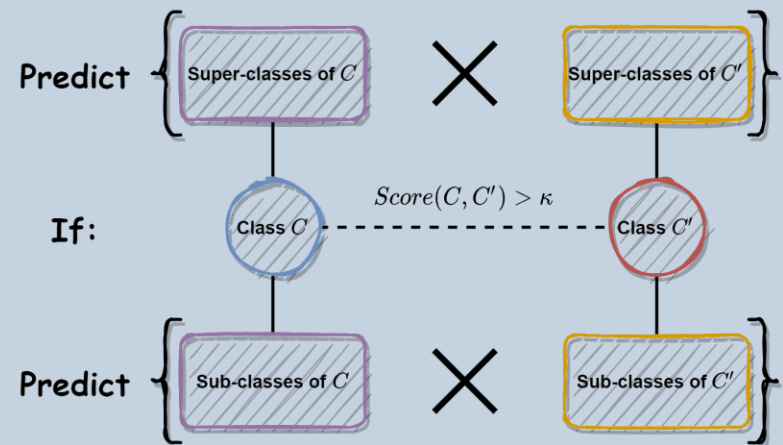 Predict { Super-classes of C × Super-classes of C′ }
If: Class C Score(C, C′) > κ Class C′
Predict { Sub-classes of C × Sub-classes of C′ }